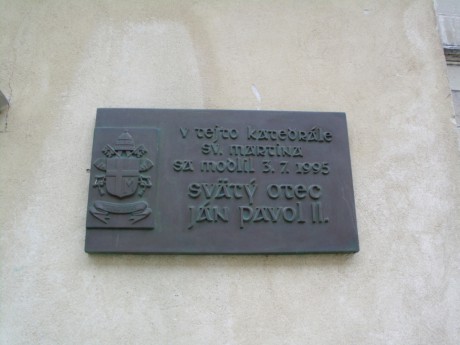 V tejto katedrále
sv. Martina
sa modlil 3. 7. 1995
Svätý Otec
Ján Pavol II.